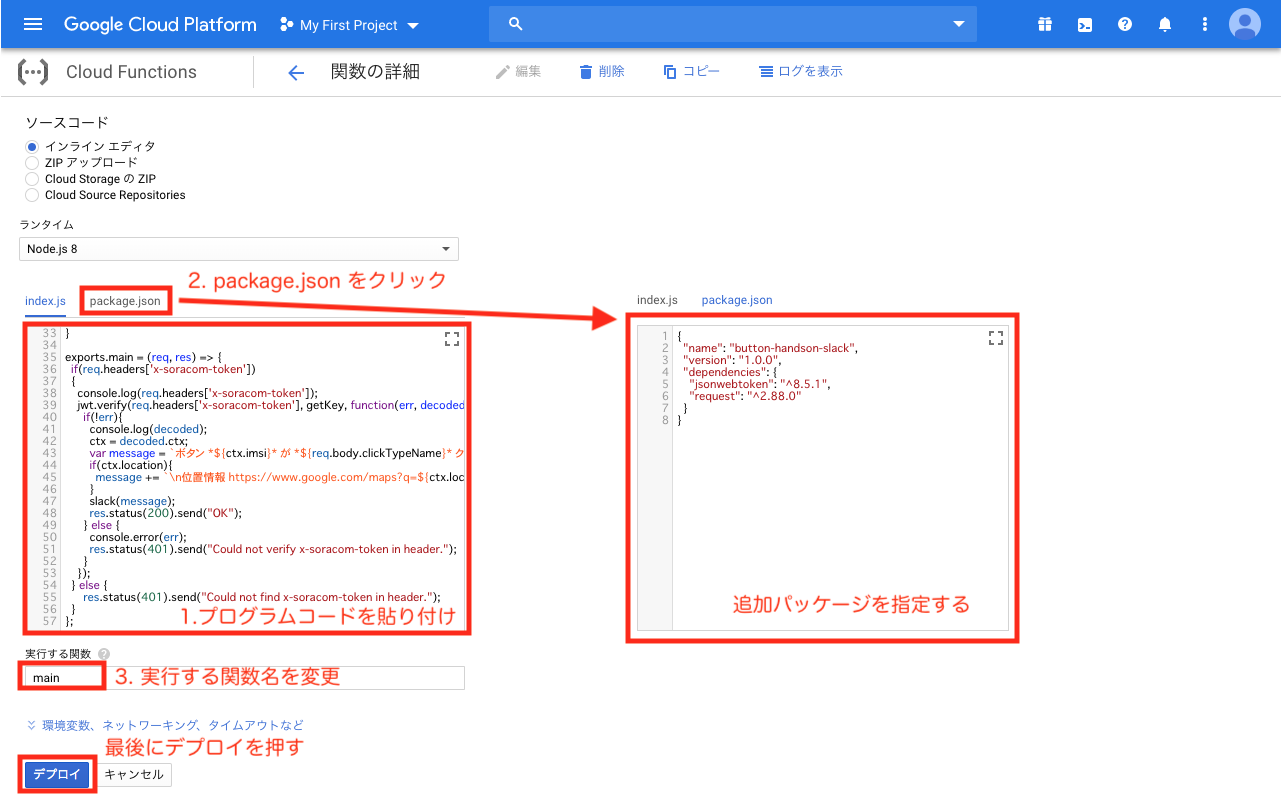 Google Cloud Platform
My First Project
Cloud Functions
関数の詳細
編集
削除
コピー
ログを表示
ソースコード
インライン エディタ
ZIP アップロード
Cloud Storage の ZIP
Cloud Source Repositories
ランタイム
Node.js 8
2. package.json をクリック
index.js
package.json
33 }
34
35 exports.main = (req, res) => {
36 if(req.headers['x-soracom-token'])
37 {
38 console.log(req.headers['x-soracom-token']);
39 jwt.verify(req.headers['x-soracom-token'], getKey, function(err, decoded
40 if(!err){
41 console.log(decoded);
42 ctx = decoded.ctx;
43 var message = `ボタン *${ctx.imsi}* が *${req.body.clickTypeName}* ク
44 if(ctx.location){
45 message += `\n位置情報 https://www.google.com/maps?q=${ctx.loc
46 }
47 slack(message);
48 res.status(200).send("OK");
49 } else {
50 console.error(err);
51 res.status(401).send("Could not verify x-soracom-token in header.");
52 }
53 });
54 } else {
55 res.status(401).send("Could not find x-soracom-token in header.");
56 }
57 };
1.プログラムコードを貼り付け
index.js
package.json
1 {
2 "name": "button-handson-slack",
3 "version": "1.0.0",
4 "dependencies": {
5 "jsonwebtoken": "^8.5.1",
6 "request": "^2.88.0"
7 }
8 }
追加パッケージを指定する
実行する関数
?
main
3. 実行する関数名を変更
環境変数、ネットワーキング、タイムアウトなど
最後にデプロイを押す
デプロイ
キャンセル